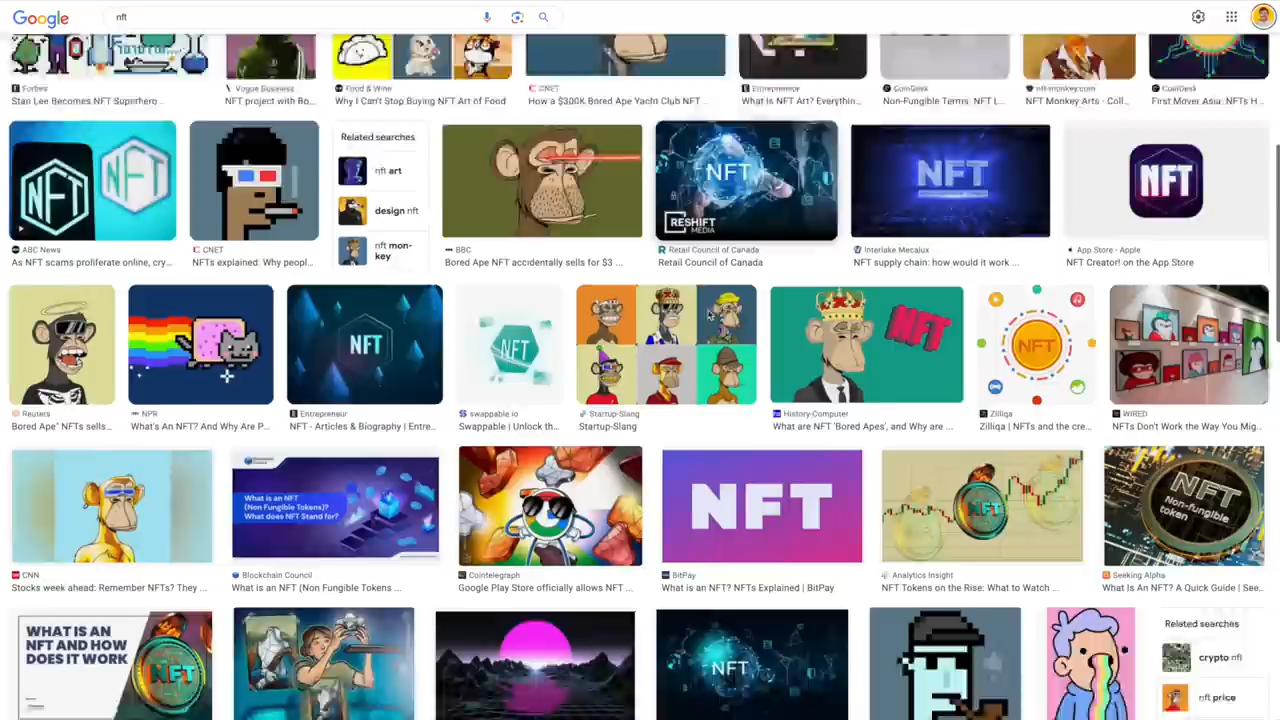 Google
nft
Forbes
Stan Lee Becomes NFT Superhero ...
Vogue Business
NFT project with Bo...
Food & Wine
Why I Can't Stop Buying NFT Art of Food
CNET
How a $300K Bored Ape Yacht Club NFT ...
Entrepreneur
What Is NFT Art? Everythin...
CoinDesk
Non-Fungible Terms: NFT I...
nft-monkey.com
NFT Monkey Arts - Coll...
CoinDesk
First Mover Asia: NFTs H...
NFT
NFT
ABC News
As NFT scams proliferate online, cry...
CNET
NFTs explained: Why peopl...
Related searches
nft art
design nft
nft mon-
key
BBC
Bored Ape NFT accidentally sells for $3 ...
NFT
RESHIFT
MEDIA
Retail Council of Canada
Retail Council of Canada
NFT
Interlake Mecalux
NFT supply chain: how would it work ...
NFT
App Store - Apple
NFT Creator! on the App Store
Reuters
Bored Ape" NFTs sells...
NPR
What's An NFT? And Why Are P...
NFT
Entrepreneur
NFT - Articles & Biography | Entre...
NFT
swappable io
Swappable | Unlock th...
Startup-Slang
Startup-Slang
NFT
History-Computer
What are NFT 'Bored Apes', and Why are ...
NFT
Zilliqa
Zilliqa | NFTs and the cre...
WIRED
NFTs Don't Work the Way You Mig...
CNN
Stocks week ahead: Remember NFTs? They ...
What is an NFT
(Non Fungible Tokens)?
What does NFT Stand for?
Blockchain Council
What is an NFT (Non Fungible Tokens ...
Cointelegraph
Google Play Store officially allows NFT ...
NFT
BitPay
What is an NFT? NFTs Explained | BitPay
NFT
Analytics Insight
NFT Tokens on the Rise: What to Watch ...
NFT
Non-fungible
token
Seeking Alpha
What Is An NFT? A Quick Guide | See...
WHAT IS AN
NFT AND HOW
DOES IT WORK
NFT
NFT
Related searches
crypto nft
nft price